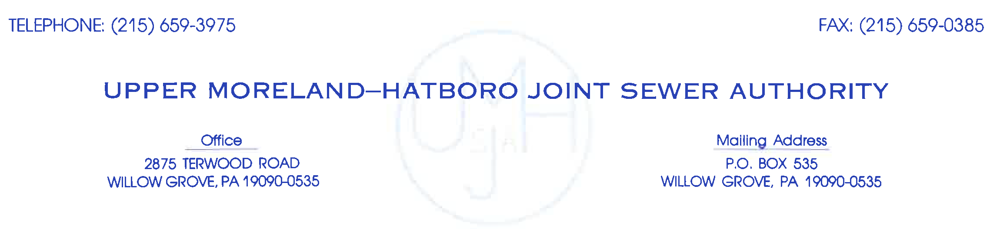 TELEPHONE: (215) 659-3975
FAX: (215) 659-0385
UPPER MORELAND–HATBORO JOINT SEWER AUTHORITY
Office
2875 TERWOOD ROAD
WILLOW GROVE, PA 19090-0535
Mailing Address
P.O. BOX 535
WILLOW GROVE, PA 19090-0535
UMHJSA